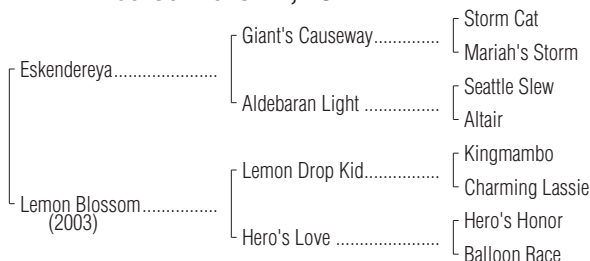 Storm Cat
Giant's Causeway................
Mariah's Storm
Eskendereya......................
Seattle Slew
Aldebaran Light ................
Altair
Kingmambo
Lemon Drop Kid................
Charming Lassie
Lemon Blossom................
(2003)
Hero's Honor
Hero's Love ......................
Balloon Race